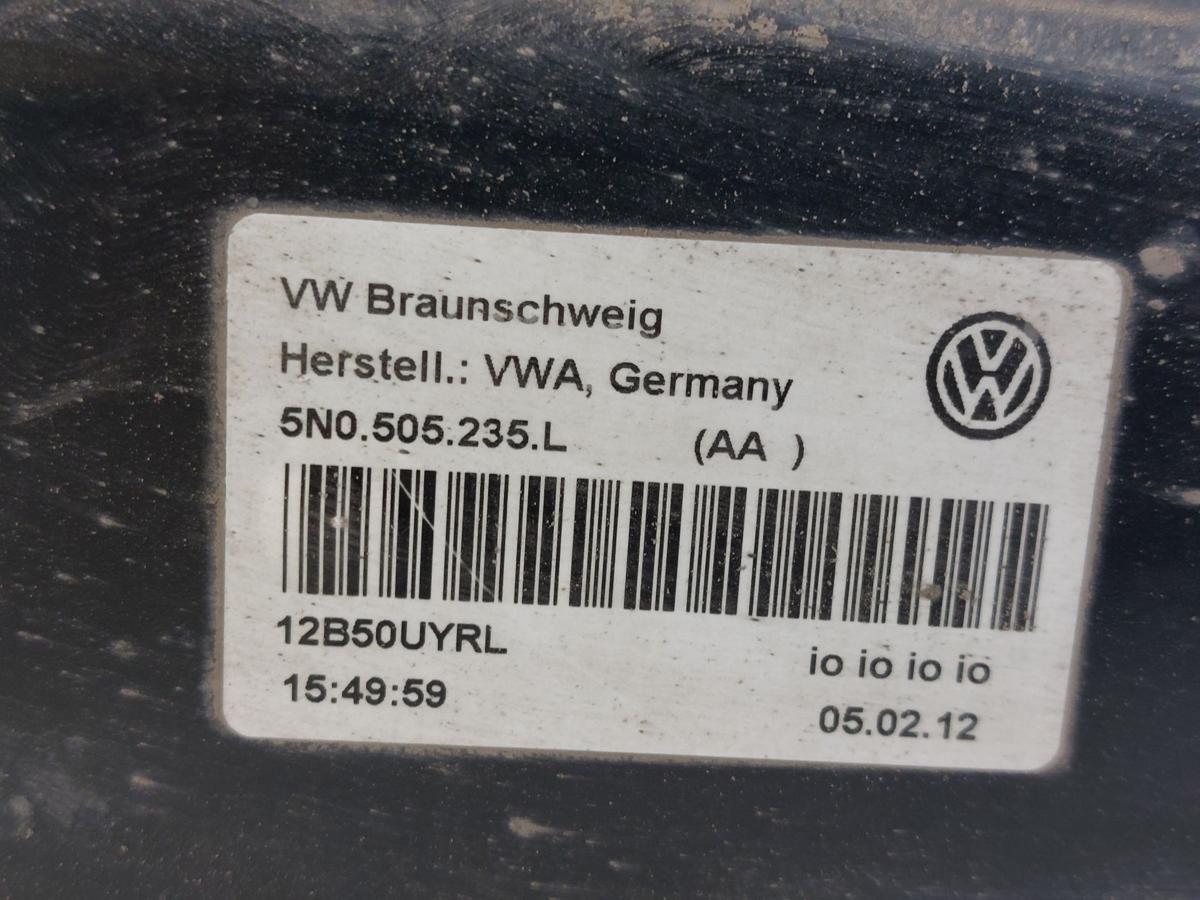 VW Braunschweig
Herstell.: VWA, Germany
5N0.505.235.L (AA )
12B50UYRL io io io io
15:49:59 05.02.12